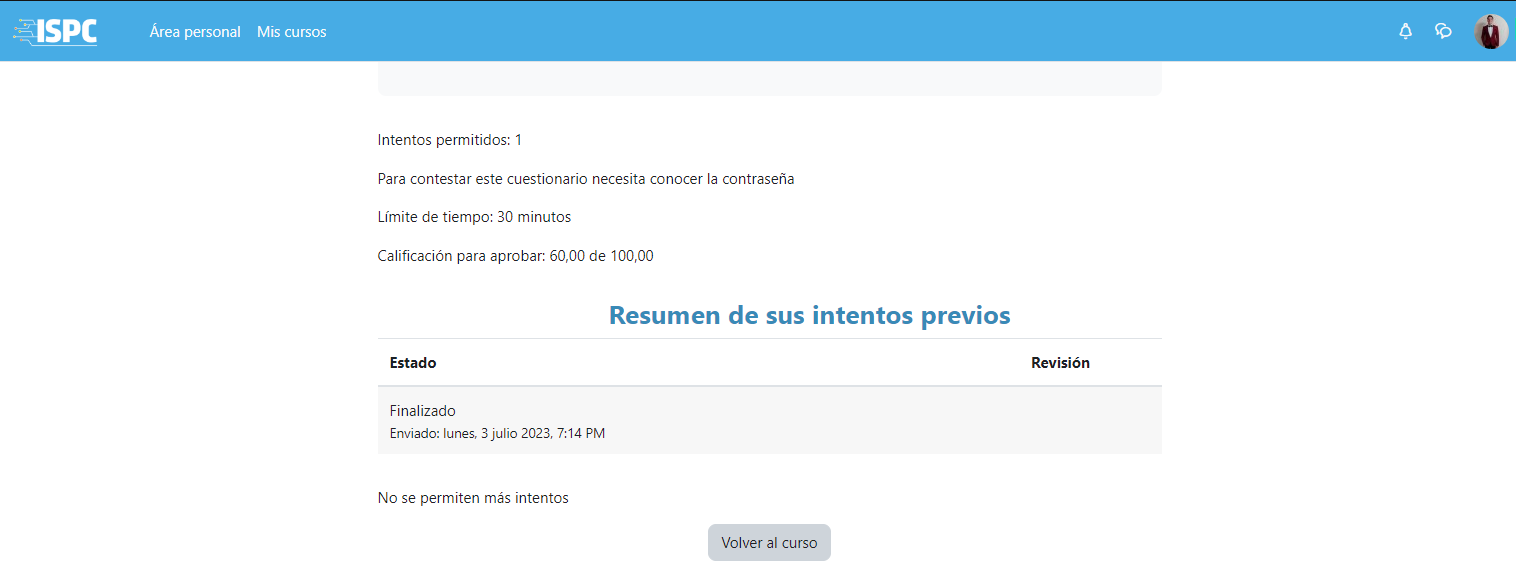 ISPC
Área personal
Mis cursos
Intentos permitidos: 1
Para contestar este cuestionario necesita conocer la contraseña
Límite de tiempo: 30 minutos
Calificación para aprobar: 60,00 de 100,00
Resumen de sus intentos previos
Estado
Revisión
Finalizado
Enviado: lunes, 3 julio 2023, 7:14 PM
No se permiten más intentos
Volver al curso